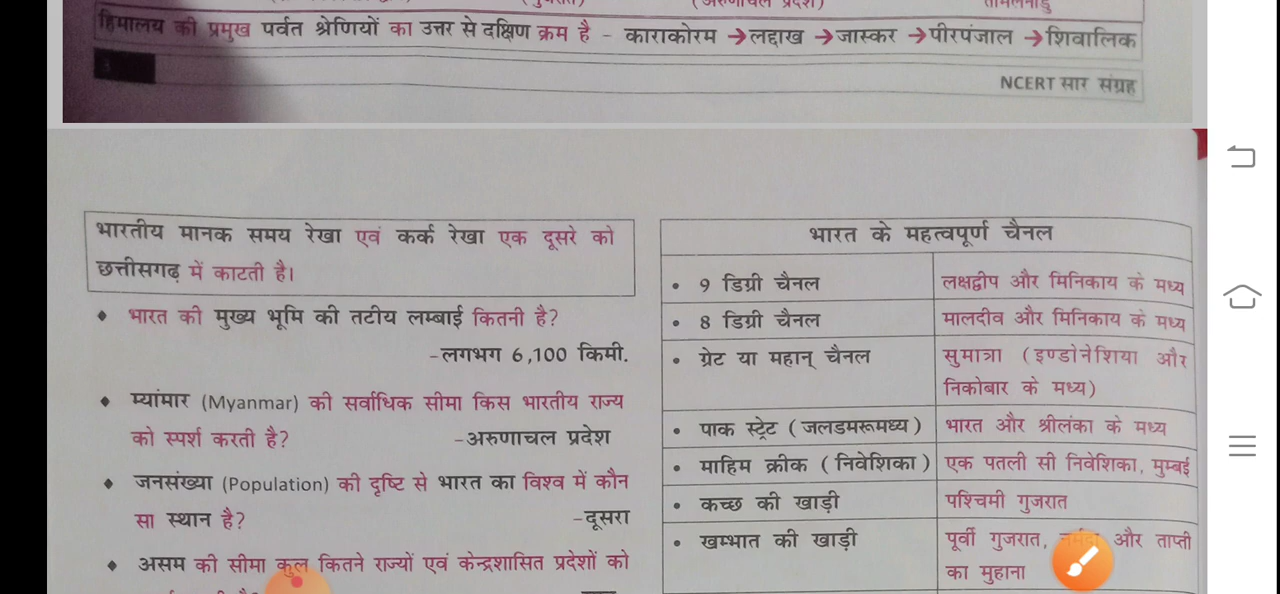 हिमालय की प्रमुख पर्वत श्रेणियों का उत्तर से दक्षिण क्रम है - काराकोरम →लद्दाख →जास्कर →पीरपंजाल →शिवालिक
NCERT सार संग्रह
भारतीय मानक समय रेखा एवं कर्क रेखा एक दूसरे को
छत्तीसगढ़ में काटती है।
♦ भारत की मुख्य भूमि की तटीय लम्बाई कितनी है?
-लगभग 6,100 किमी.
♦ म्यांमार (Myanmar) की सर्वाधिक सीमा किस भारतीय राज्य
को स्पर्श करती है? -अरुणाचल प्रदेश
♦ जनसंख्या (Population) की दृष्टि से भारत का विश्व में कौन
सा स्थान है? -दूसरा
♦ असम की सीमा कुल कितने राज्यों एवं केन्द्रशासित प्रदेशों को
भारत के महत्वपूर्ण चैनल
• 9 डिग्री चैनल लक्षद्वीप और मिनिकाय के मध्य
• 8 डिग्री चैनल मालदीव और मिनिकाय के मध्य
• ग्रेट या महान् चैनल सुमात्रा (इण्डोनेशिया और
निकोबार के मध्य)
• पाक स्ट्रेट (जलडमरूमध्य) भारत और श्रीलंका के मध्य
• माहिम क्रीक (निवेशिका) एक पतली सी निवेशिका, मुम्बई
• कच्छ की खाड़ी पश्चिमी गुजरात
• खम्भात की खाड़ी पूर्वी गुजरात, और ताप्ती
का मुहाना